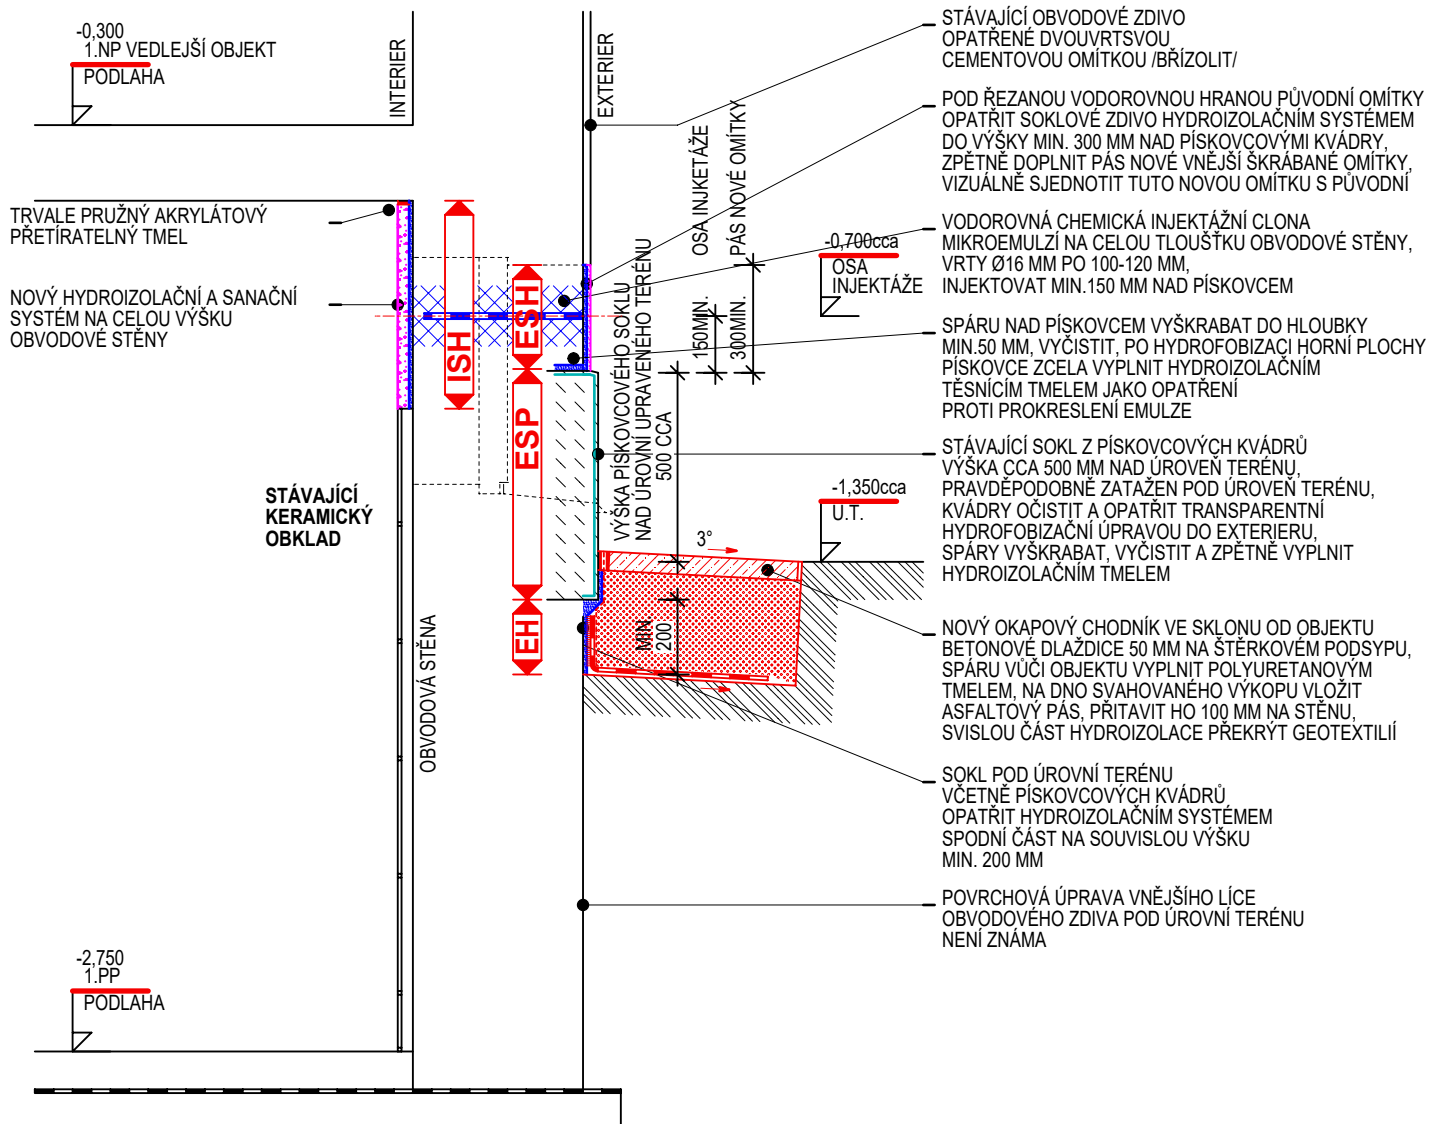 -0,300
1.NP VEDLEJŠÍ OBJEKT
PODLAHA
INTERIER
EXTERIER
TRVALE PRUŽNÝ AKRYLÁTOVÝ
PŘETÍRATELNÝ TMEL
NOVÝ HYDROIZOLAČNÍ A SANAČNÍ
SYSTÉM NA CELOU VÝŠKU
OBVODOVÉ STĚNY
STÁVAJÍCÍ
KERAMICKÝ
OBKLAD
OBVODOVÁ STĚNA
-2,750
1.PP
PODLAHA
ISH
ESH
ESP
EH
OSA INJKETÁŽE
PÁS NOVÉ OMÍTKY
150MIN.
300MIN.
VÝŠKA PÍSKOVCOVÉHO SOKLU
NAD ÚROVNÍ UPRAVENÉHO TERÉNU
500 CCA
MIN
200
3°
-0,700cca
OSA
INJEKTÁŽE
-1,350cca
U.T.
STÁVAJÍCÍ OBVODOVÉ ZDIVO
OPATŘENÉ DVOUVRTSVOU
CEMENTOVOU OMÍTKOU /BŘÍZOLIT/
POD ŘEZANOU VODOROVNOU HRANOU PŮVODNÍ OMÍTKY
OPATŘIT SOKLOVÉ ZDIVO HYDROIZOLAČNÍM SYSTÉMEM
DO VÝŠKY MIN. 300 MM NAD PÍSKOVCOVÝMI KVÁDRY,
ZPĚTNĚ DOPLNIT PÁS NOVÉ VNĚJŠÍ ŠKRÁBANÉ OMÍTKY,
VIZUÁLNĚ SJEDNOTIT TUTO NOVOU OMÍTKU S PŮVODNÍ
VODOROVNÁ CHEMICKÁ INJEKTÁŽNÍ CLONA
MIKROEMULZÍ NA CELOU TLOUŠŤKU OBVODOVÉ STĚNY,
VRTY Ø16 MM PO 100-120 MM,
INJEKTOVAT MIN.150 MM NAD PÍSKOVCEM
SPÁRU NAD PÍSKOVCEM VYŠKRABAT DO HLOUBKY
MIN.50 MM, VYČISTIT, PO HYDROFOBIZACI HORNÍ PLOCHY
PÍSKOVCE ZCELA VYPLNIT HYDROIZOLAČNÍM
TĚSNÍCÍM TMELEM JAKO OPATŘENÍ
PROTI PROKRESLENÍ EMULZE
STÁVAJÍCÍ SOKL Z PÍSKOVCOVÝCH KVÁDRŮ
VÝŠKA CCA 500 MM NAD ÚROVEŇ TERÉNU,
PRAVDĚPODOBNĚ ZATAŽEN POD ÚROVEŇ TERÉNU,
KVÁDRY OČISTIT A OPATŘIT TRANSPARENTNÍ
HYDROFOBIZAČNÍ ÚPRAVOU DO EXTERIERU,
SPÁRY VYŠKRABAT, VYČISTIT A ZPĚTNĚ VYPLNIT
HYDROIZOLAČNÍM TMELEM
NOVÝ OKAPOVÝ CHODNÍK VE SKLONU OD OBJEKTU
BETONOVÉ DLAŽDICE 50 MM NA ŠTĚRKOVÉM PODSYPU,
SPÁRU VŮČI OBJEKTU VYPLNIT POLYURETANOVÝM
TMELEM, NA DNO SVAHOVANÉHO VÝKOPU VLOŽIT
ASFALTOVÝ PÁS, PŘITAVIT HO 100 MM NA STĚNU,
SVISLOU ČÁST HYDROIZOLACE PŘEKRÝT GEOTEXTILIÍ
SOKL POD ÚROVNÍ TERÉNU
VČETNĚ PÍSKOVCOVÝCH KVÁDRŮ
OPATŘIT HYDROIZOLAČNÍM SYSTÉMEM
SPODNÍ ČÁST NA SOUVISLOU VÝŠKU
MIN. 200 MM
POVRCHOVÁ ÚPRAVA VNĚJŠÍHO LÍCE
OBVODOVÉHO ZDIVA POD ÚROVNÍ TERÉNU
NENÍ ZNÁMA